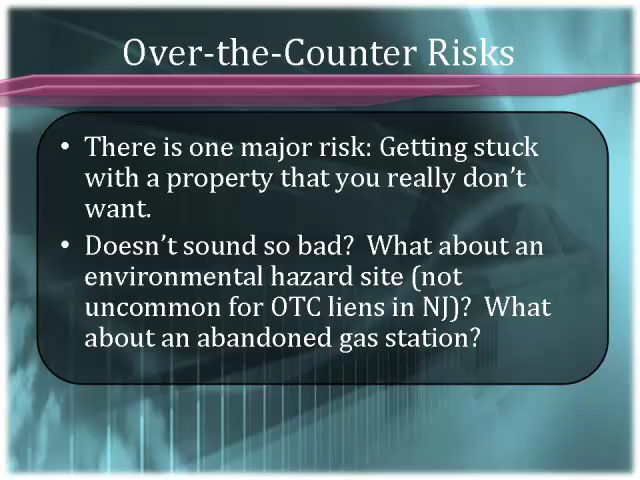 Over-the-Counter Risks
• There is one major risk: Getting stuck
with a property that you really don't
want.
• Doesn't sound so bad?  What about an
environmental hazard site (not
uncommon for OTC liens in NJ)?  What
about an abandoned gas station?